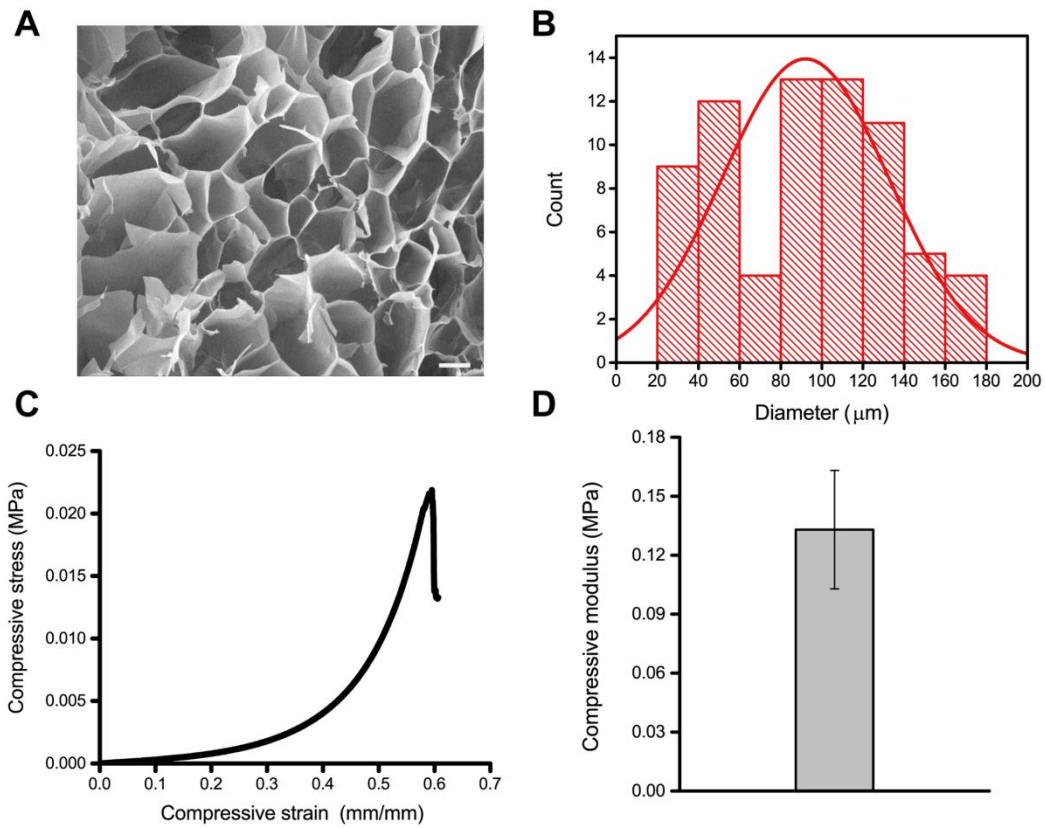 A
B
14
12
10
8
6
4
2
0
Count
0 20 40 60 80 100 120 140 160 180 200
Diameter (μm)
C
0.025
0.020
0.015
0.010
0.005
0.000
Compressive stress (MPa)
0.0 0.1 0.2 0.3 0.4 0.5 0.6 0.7
Compressive strain (mm/mm)
D
0.18
0.15
0.12
0.09
0.06
0.03
0.00
Compressive modulus (MPa)